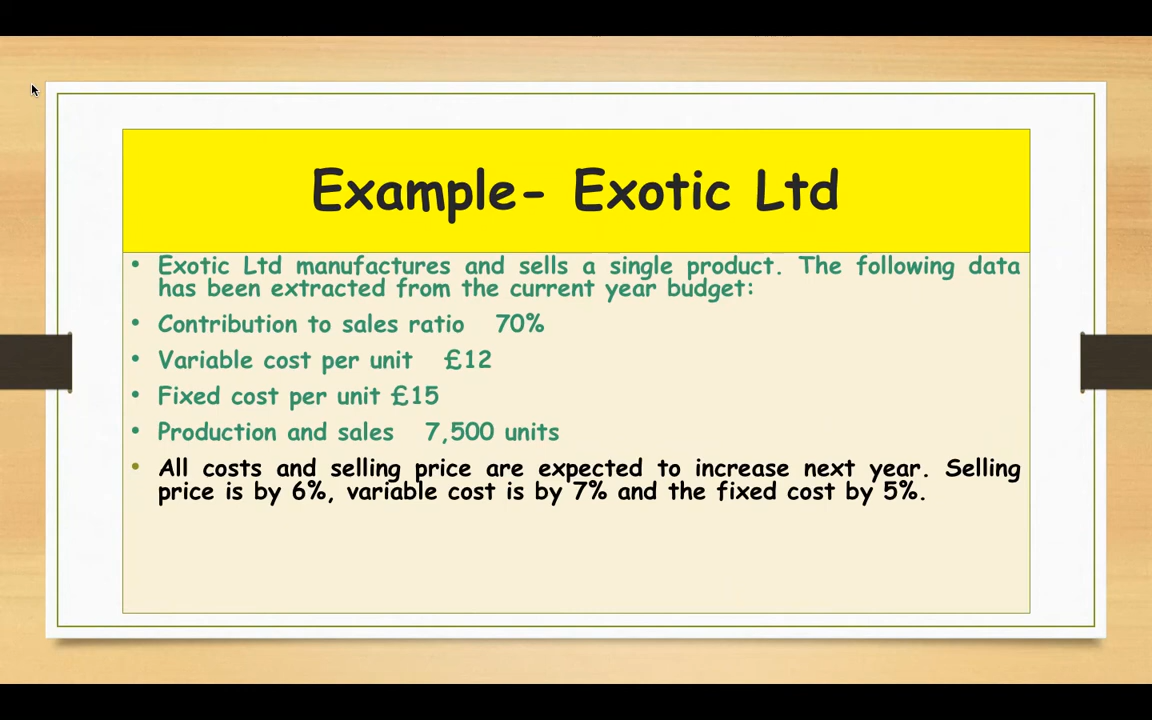 Example- Exotic Ltd
• Exotic Ltd manufactures and sells a single product. The following data
has been extracted from the current year budget:
• Contribution to sales ratio 70%
• Variable cost per unit £12
• Fixed cost per unit £15
• Production and sales 7,500 units
• All costs and selling price are expected to increase next year. Selling
price is by 6%, variable cost is by 7% and the fixed cost by 5%.